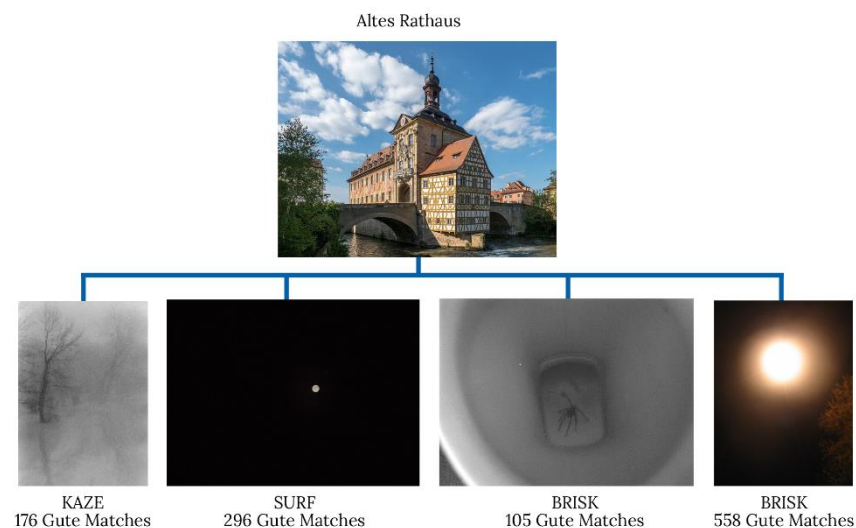 Altes Rathaus
KAZE
176 Gute Matches
SURF
296 Gute Matches
BRISK
105 Gute Matches
BRISK
558 Gute Matches